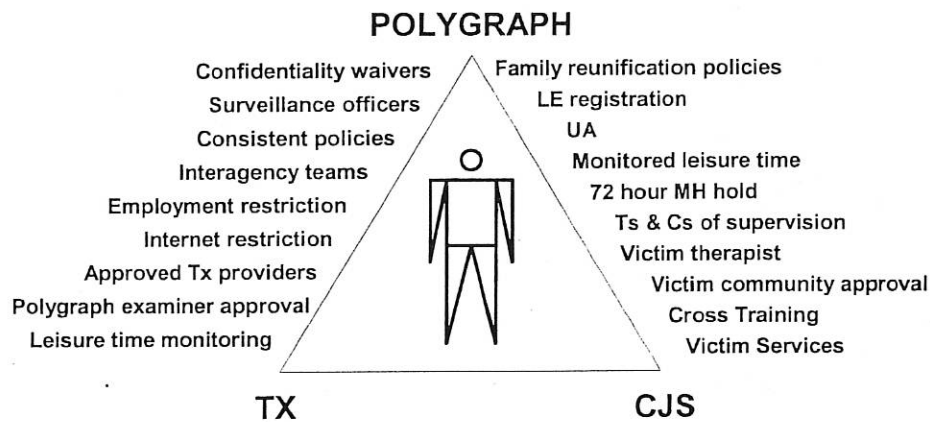 POLYGRAPH
Confidentiality waivers
Surveillance officers
Consistent policies
Interagency teams
Employment restriction
Internet restriction
Approved Tx providers
Polygraph examiner approval
Leisure time monitoring
Family reunification policies
LE registration
UA
Monitored leisure time
72 hour MH hold
Ts & Cs of supervision
Victim therapist
Victim community approval
Cross Training
Victim Services
TX
CJS